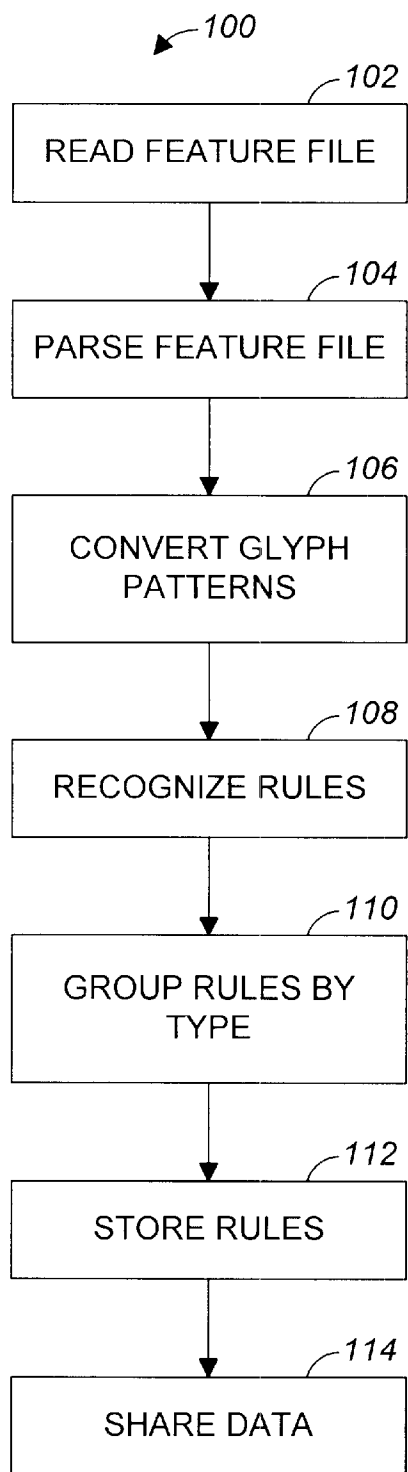 100
102
READ FEATURE FILE
104
PARSE FEATURE FILE
106
CONVERT GLYPH
PATTERNS
108
RECOGNIZE RULES
110
GROUP RULES BY
TYPE
112
STORE RULES
114
SHARE DATA